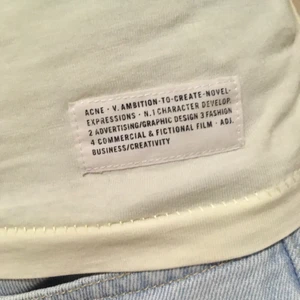 ACNE - V. AMBITION-TO-CREATE-NOVEL-
EXPRESSIONS - N.1 CHARACTER DEVELOP.
2 ADVERTISING/GRAPHIC DESIGN 3 FASHION
4 COMMERCIAL & FICTIONAL FILM - ADJ.
BUSINESS/CREATIVITY